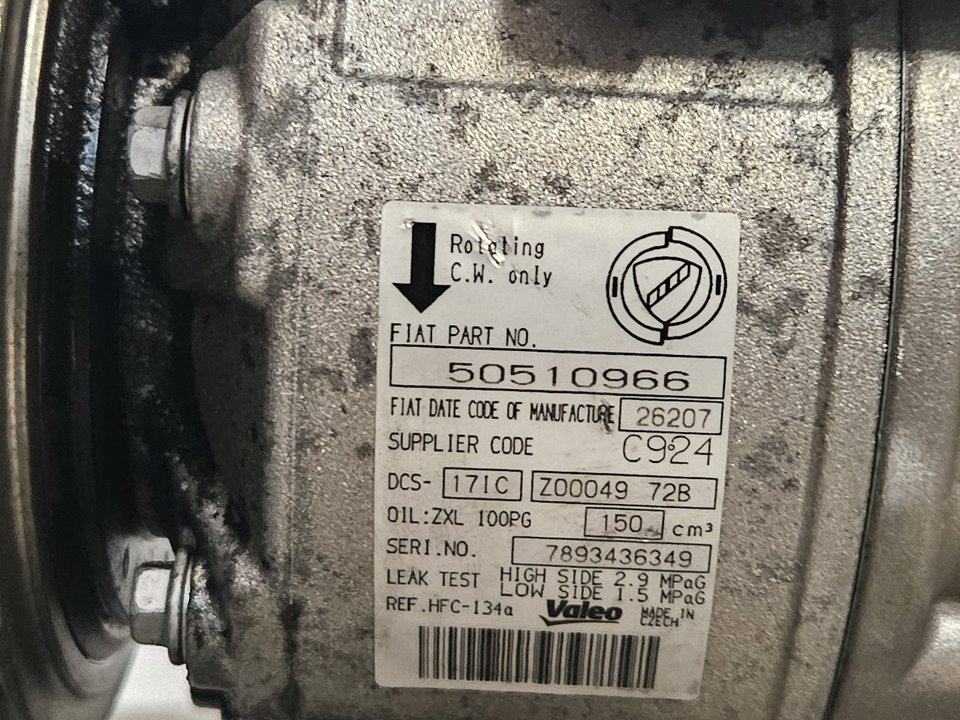 Rotating
C.W. only
FIAT PART NO.
50510966
FIAT DATE CODE OF MANUFACTURE 26207
SUPPLIER CODE C924
DCS- 17IC Z00049 72B
OIL:ZXL 100PG 150 cm³
SERI.NO. 7893436349
LEAK TEST HIGH SIDE 2.9 MPaG
LOW SIDE 1.5 MPaG
REF.HFC-134a Valeo MADE IN
CZECH